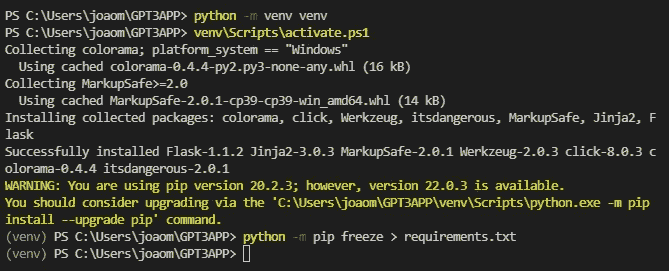 PS C:\Users\joaom\GPT3APP> python -m venv venv
PS C:\Users\joaom\GPT3APP> venv\Scripts\activate.ps1
Collecting colorama; platform_system == "Windows"
  Using cached colorama-0.4.4-py2.py3-none-any.whl (16 kB)
Collecting MarkupSafe>=2.0
  Using cached MarkupSafe-2.0.1-cp39-cp39-win_amd64.whl (14 kB)
Installing collected packages: colorama, click, Werkzeug, itsdangerous, MarkupSafe, Jinja2, F
lask
Successfully installed Flask-1.1.2 Jinja2-3.0.3 MarkupSafe-2.0.1 Werkzeug-2.0.3 click-8.0.3 c
olorama-0.4.4 itsdangerous-2.0.1
WARNING: You are using pip version 20.2.3; however, version 22.0.3 is available.
You should consider upgrading via the 'C:\Users\joaom\GPT3APP\venv\Scripts\python.exe -m pip
install --upgrade pip' command.
(venv) PS C:\Users\joaom\GPT3APP> python -m pip freeze > requirements.txt
(venv) PS C:\Users\joaom\GPT3APP>